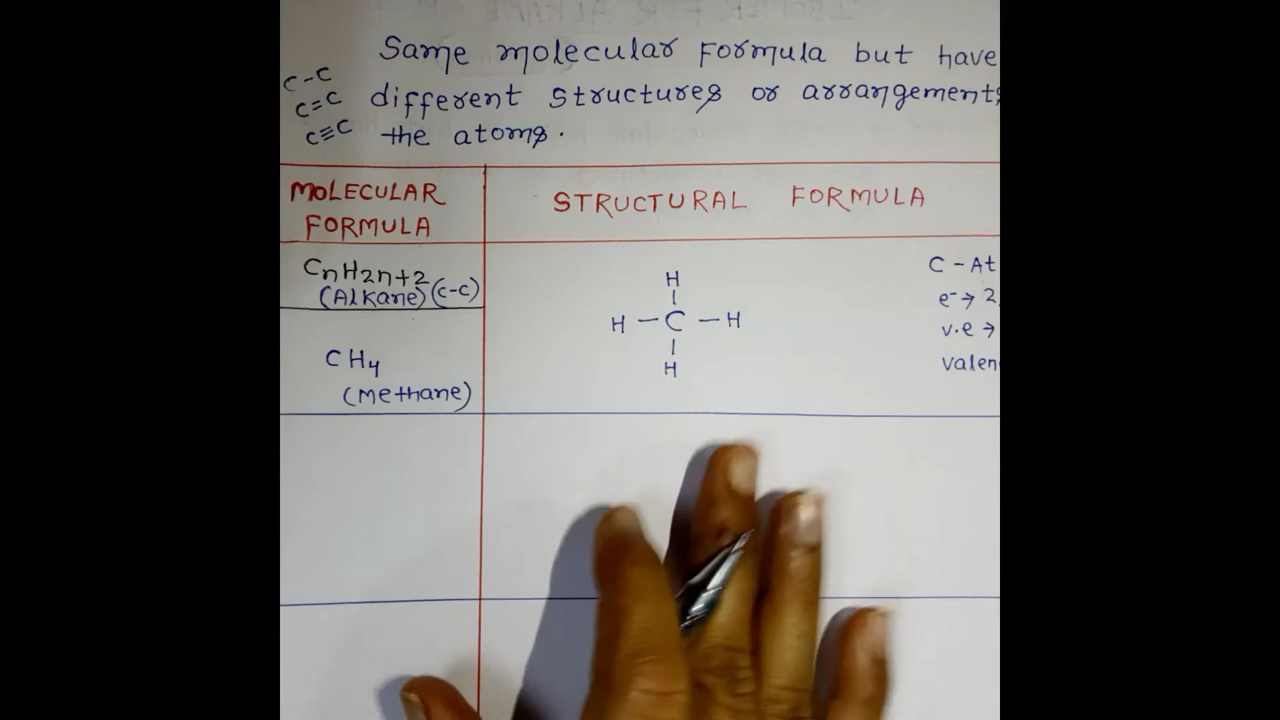 Same molecular Formula but have
C-C
C=C different structures or arrangements
C≡C the atoms.
MOLECULAR FORMULA
STRUCTURAL FORMULA
CnH2n+2
(Alkane) (C-C)
H
H - C - H
H
CH4
(Methane)
C - At
e- → 2,
v.e →
valen